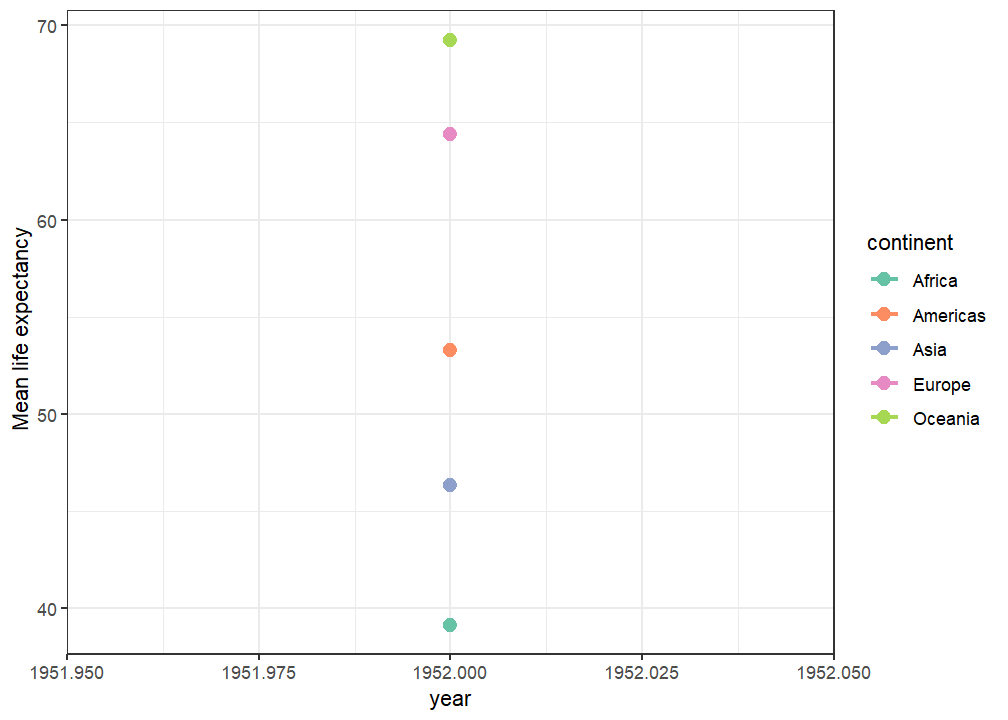 70
60
50
40
Mean life expectancy
1951.950 1951.975 1952.000 1952.025 1952.050
year
continent
Africa
Americas
Asia
Europe
Oceania